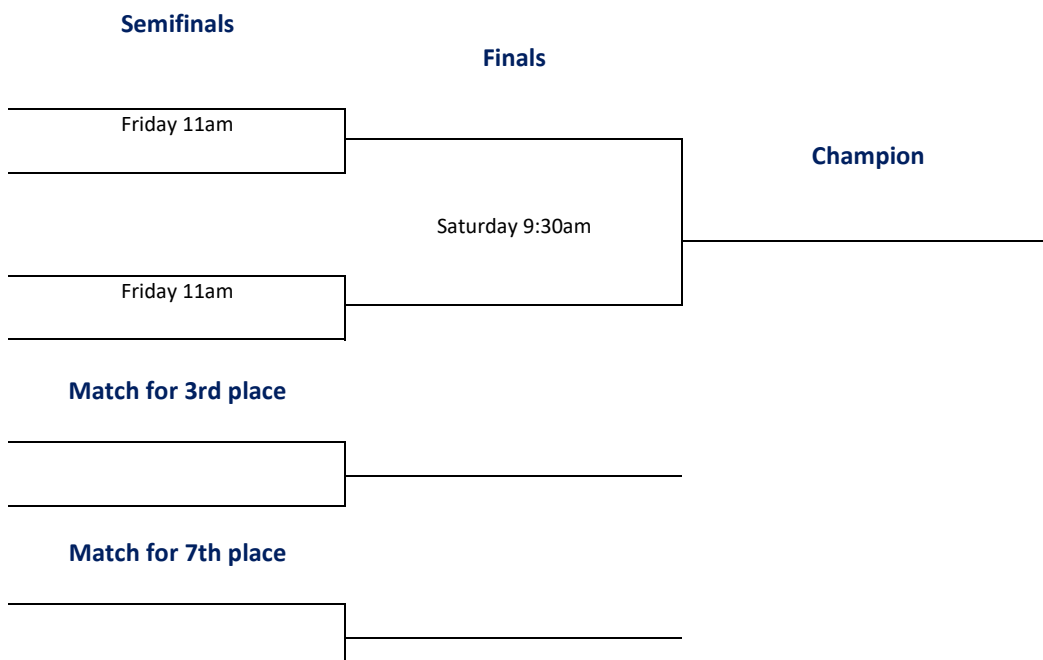 Semifinals
Finals
Friday 11am
Champion
Saturday 9:30am
Friday 11am
Match for 3rd place
Match for 7th place